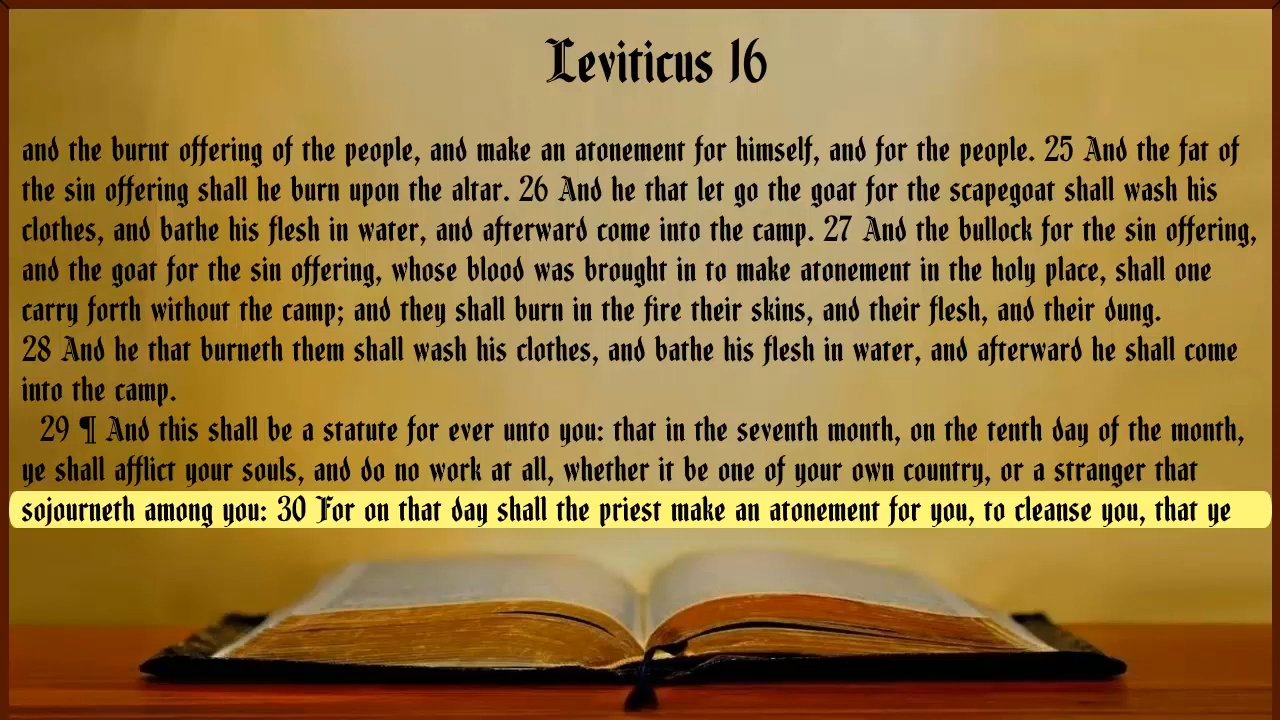 Leviticus 16
and the burnt offering of the people, and make an atonement for himself, and for the people. 25 And the fat of
the sin offering shall he burn upon the altar. 26 And he that let go the goat for the scapegoat shall wash his
clothes, and bathe his flesh in water, and afterward come into the camp. 27 And the bullock for the sin offering,
and the goat for the sin offering, whose blood was brought in to make atonement in the holy place, shall one
carry forth without the camp; and they shall burn in the fire their skins, and their flesh, and their dung.
28 And he that burneth them shall wash his clothes, and bathe his flesh in water, and afterward he shall come
into the camp.
29 ¶ And this shall be a statute for ever unto you: that in the seventh month, on the tenth day of the month,
ye shall afflict your souls, and do no work at all, whether it be one of your own country, or a stranger that
sojourneth among you: 30 For on that day shall the priest make an atonement for you, to cleanse you, that ye